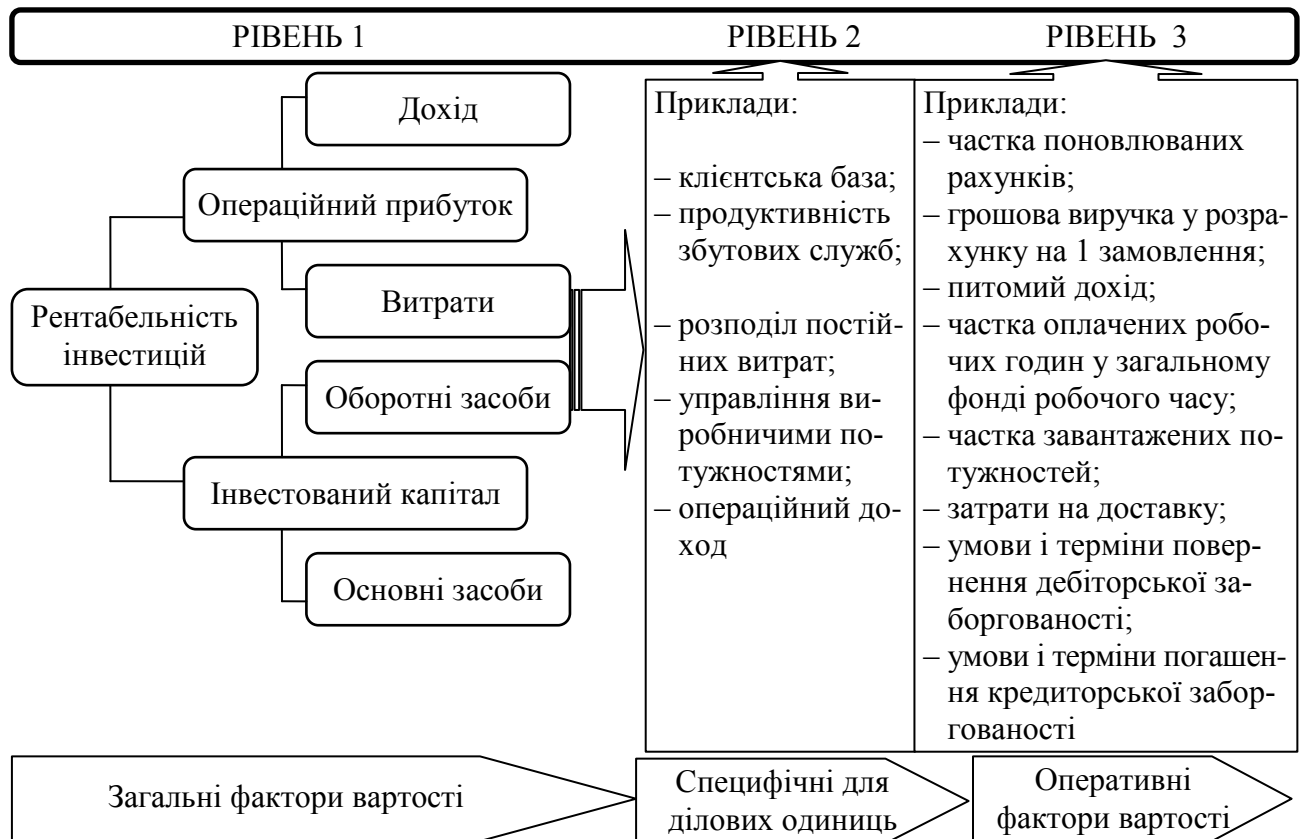 РІВЕНЬ 1 РІВЕНЬ 2 РІВЕНЬ 3
Дохід
Операційний прибуток
Витрати
Рентабельність
інвестицій
Оборотні засоби
Інвестований капітал
Основні засоби
Приклади:
– клієнтська база;
– продуктивність
збутових служб;
– розподіл постій-
них витрат;
– управління ви-
робничими по-
тужностями;
– операційний до-
ход
Приклади:
– частка поновлюваних
рахунків;
– грошова виручка у розра-
хунку на 1 замовлення;
– питомий дохід;
– частка оплачених робо-
чих годин у загальному
фонді робочого часу;
– частка завантажених по-
тужностей;
– затрати на доставку;
– умови і терміни повер-
нення дебіторської за-
боргованості;
– умови і терміни погашен-
ня кредиторської забор-
гованості
Загальні фактори вартості
Специфічні для
ділових одиниць
Оперативні
фактори вартості